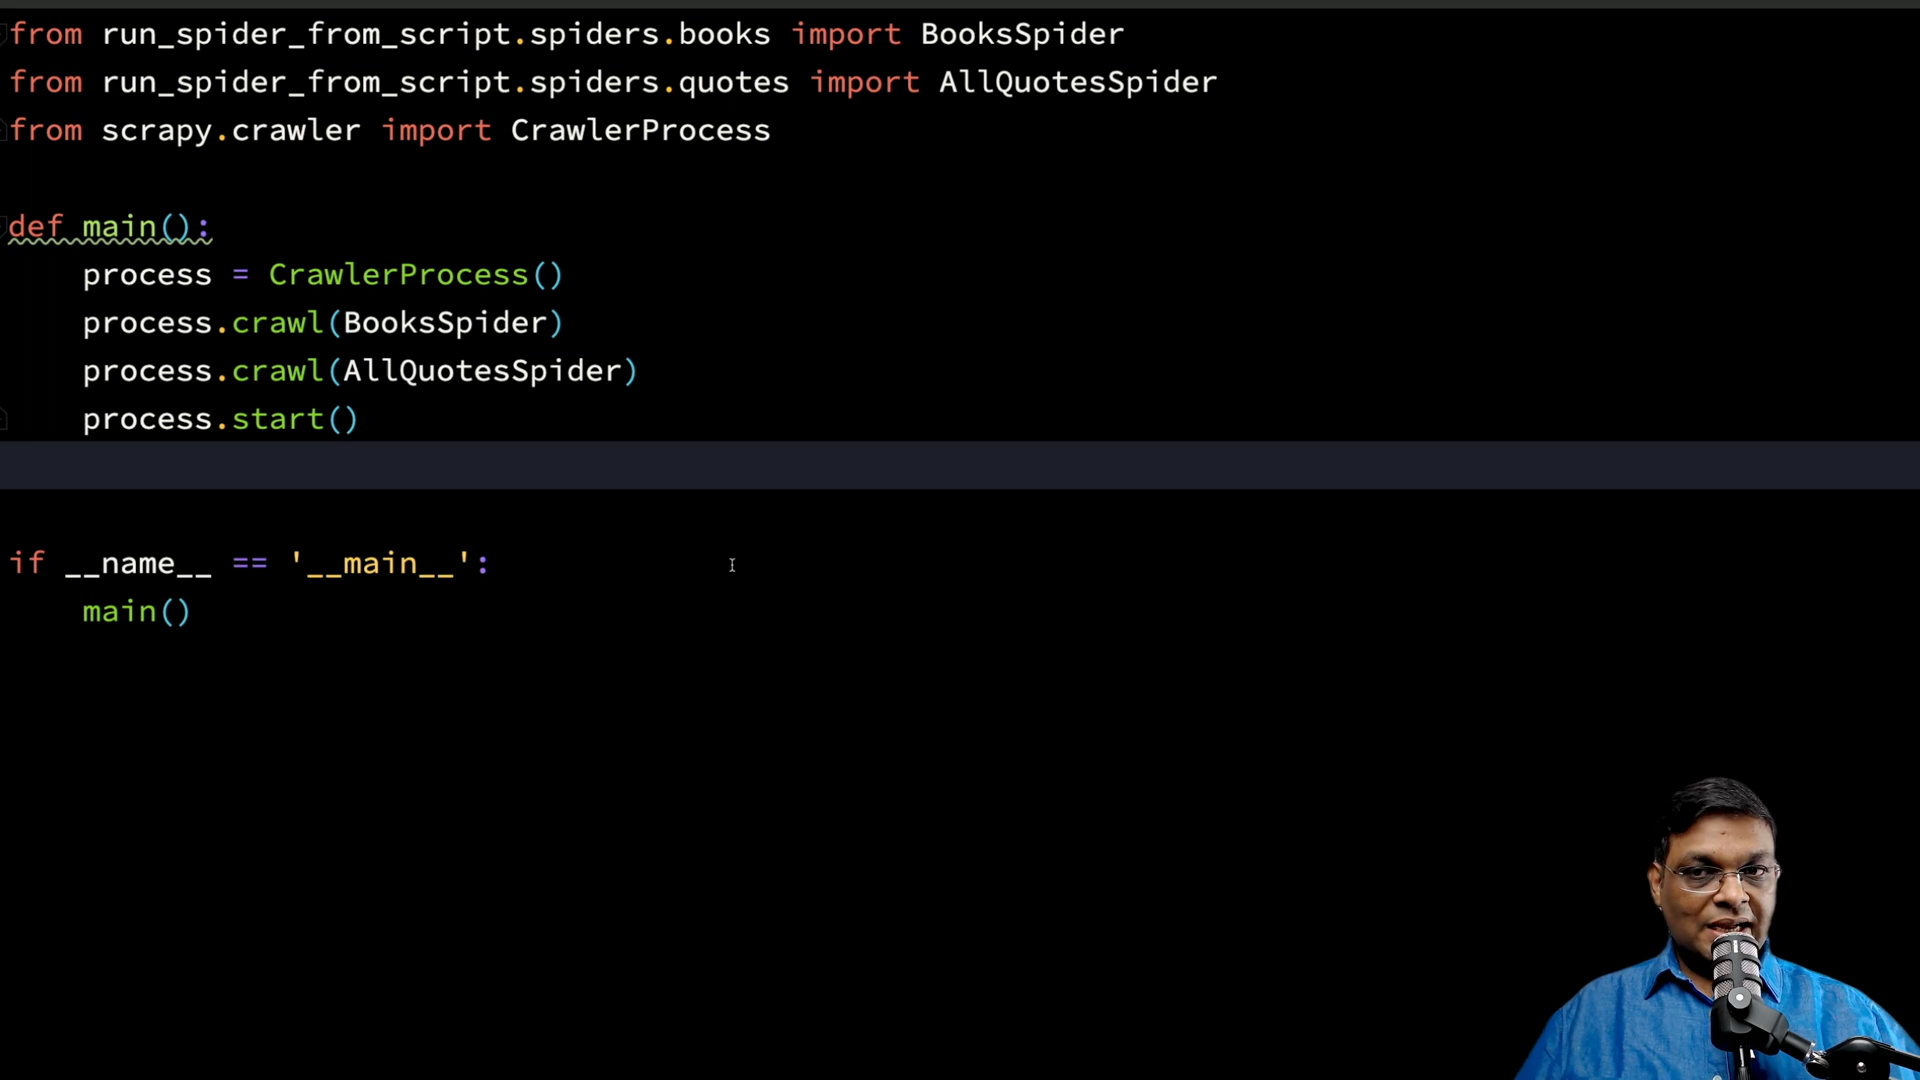 from run_spider_from_script.spiders.books import BooksSpider
from run_spider_from_script.spiders.quotes import AllQuotesSpider
from scrapy.crawler import CrawlerProcess
def main():
    process = CrawlerProcess()
    process.crawl(BooksSpider)
    process.crawl(AllQuotesSpider)
    process.start()
if __name__ == '__main__':
    main()